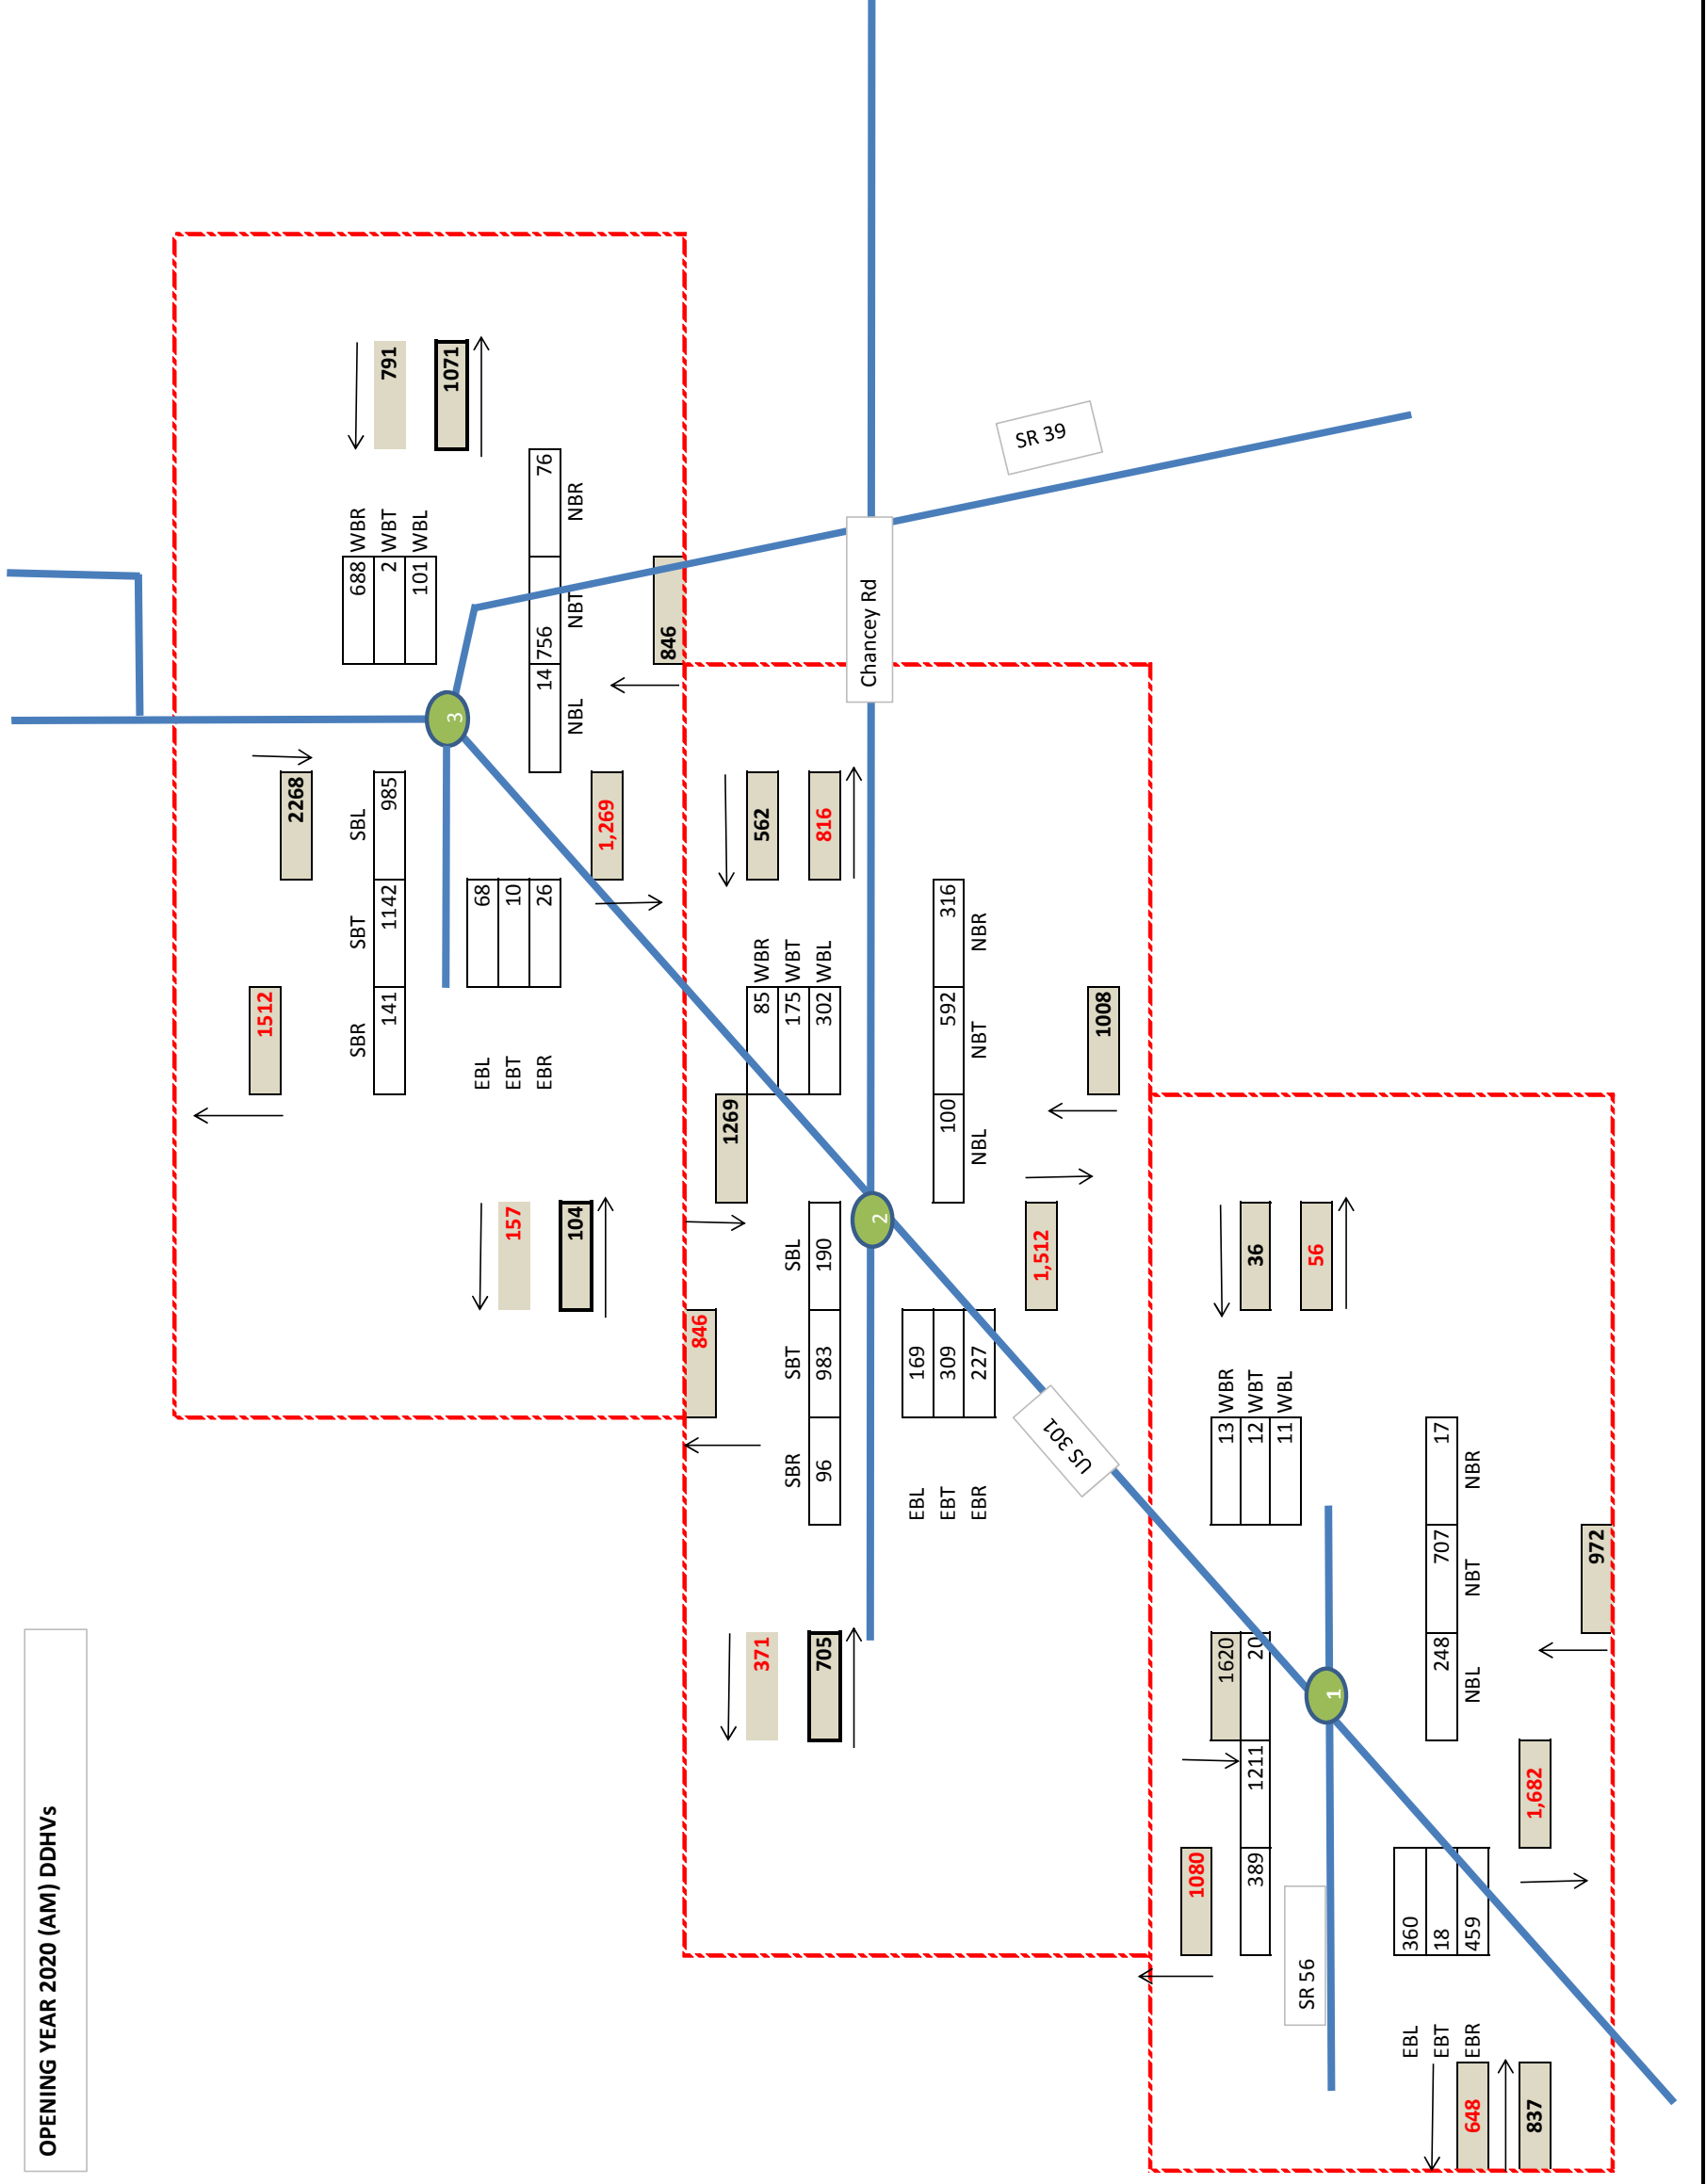 OPENING YEAR 2020 (AM) DDHVs
1512
2268
SBR SBT SBL 688 WBR
141 1142 985 2 WBT 791
101 WBL
3 1071
EBL 68
157 EBT 10
EBR 26 14 756 76
104 NBL NBT NBR
1,269
846
846
1269
371 85 WBR 562
SBR SBT SBL 175 WBT
705 96 983 190 302 WBL 816
2 Chancey Rd
EBL 169
EBT 309 100 592 316
EBR 227 NBL NBT NBR
SR 39
1,512
US 301
1008
1080
1620 13 WBR
389 1211 20 12 WBT 36
11 WBL
SR 56 56
1
EBL 360
EBT 18 248 707 17
648 EBR 459 NBL NBT NBR
837 1,682
972